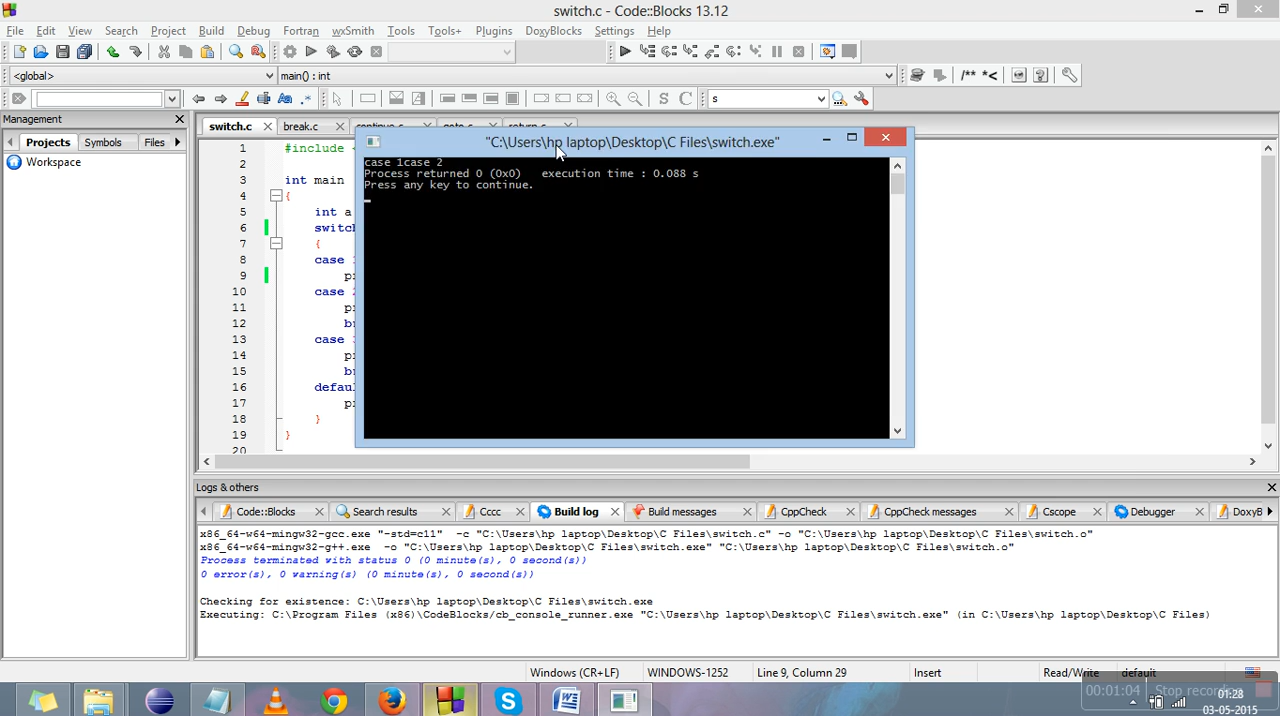 switch.c - Code::Blocks 13.12
File Edit View Search Project Build Debug Fortran wxSmith Tools Tools+ Plugins DoxyBlocks Settings Help
<global> main() : int
/** *<
Aa .* S C s
Management
Projects Symbols Files
Workspace
switch.c break.c continue.c goto.c return.c
"C:\Users\hp laptop\Desktop\C Files\switch.exe"
case 1case 2
Process returned 0 (0x0) execution time : 0.088 s
Press any key to continue.
1 #include
2
3 int main
4 {
5 int a
6 switch
7 {
8 case
9
10 case
11
12
13 case
14
15
16
17
18 }
19 }
20
Logs & others
Code::Blocks Search results Cccc Build log Build messages CppCheck CppCheck messages Cscope Debugger DoxyB
x86_64-w64-mingw32-gcc.exe "-std=c11" -c "C:\Users\hp laptop\Desktop\C Files\switch.c" -o "C:\Users\hp laptop\Desktop\C Files\switch.o"
x86_64-w64-mingw32-g++.exe -o "C:\Users\hp laptop\Desktop\C Files\switch.exe" "C:\Users\hp laptop\Desktop\C Files\switch.o"
Process terminated with status 0 (0 minute(s), 0 second(s))
0 error(s), 0 warning(s) (0 minute(s), 0 second(s))
Checking for existence: C:\Users\hp laptop\Desktop\C Files\switch.exe
Executing: C:\Program Files (x86)\CodeBlocks/cb_console_runner.exe "C:\Users\hp laptop\Desktop\C Files\switch.exe" (in C:\Users\hp laptop\Desktop\C Files)
Windows (CR+LF) WINDOWS-1252 Line 9, Column 29 Insert Read/Write default
00:01:04 Stop 01:28
03-05-2015